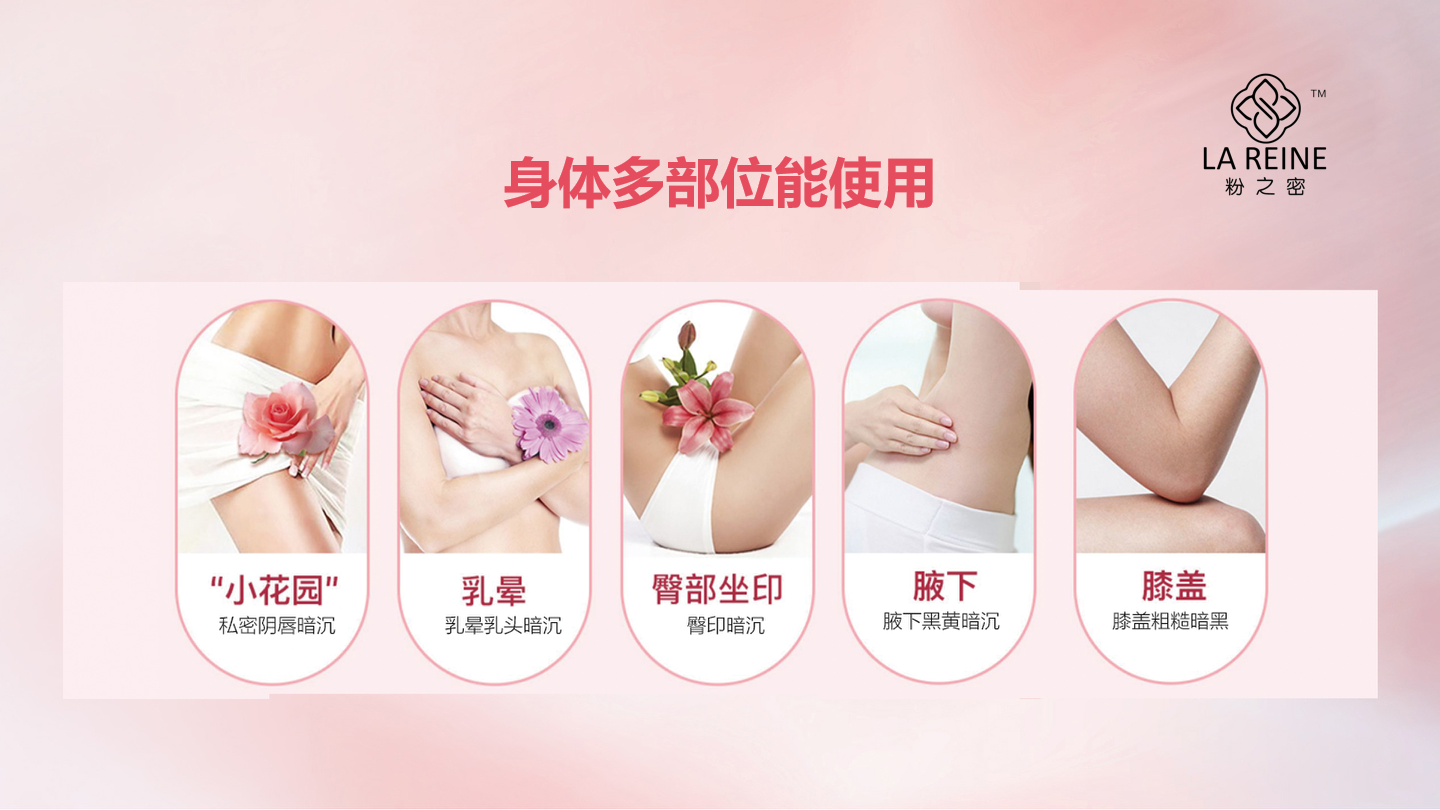 TM
LA REINE
粉之密
身体多部位能使用
“小花园”
私密阴唇暗沉
乳晕
乳晕乳头暗沉
臀部坐印
臀印暗沉
腋下
腋下黑黄暗沉
膝盖
膝盖粗糙暗黑